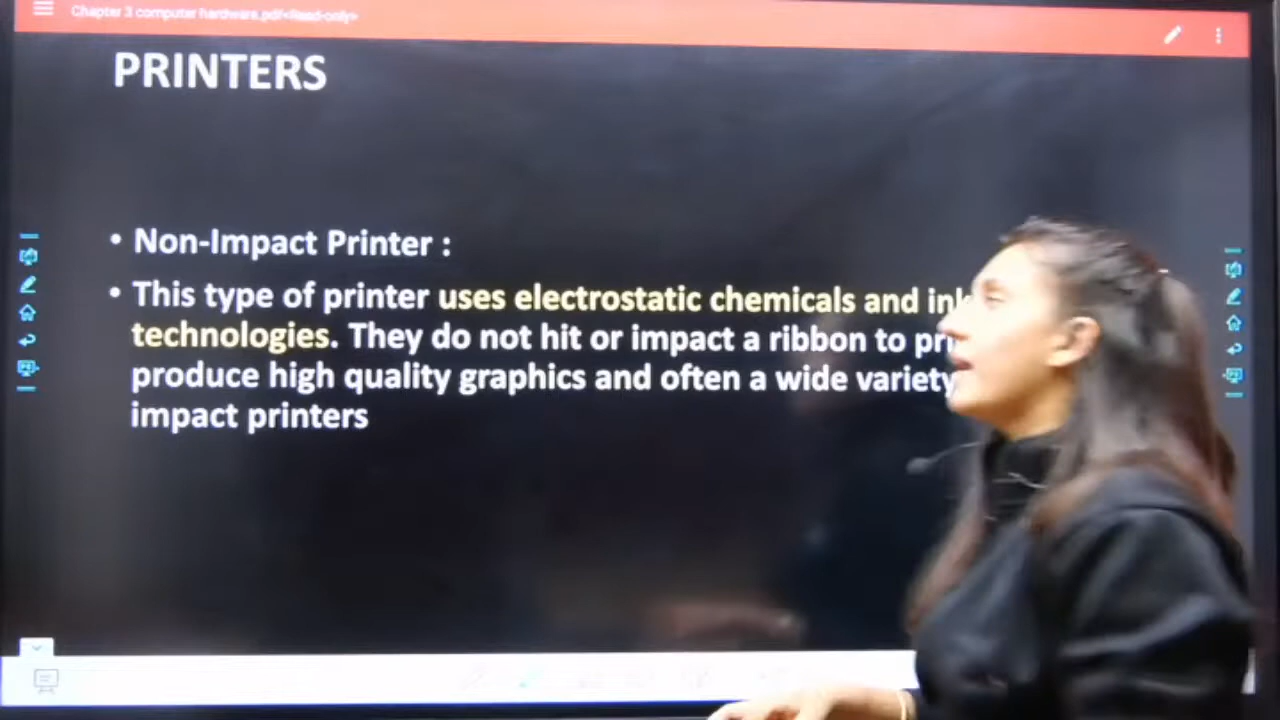 Chapter 3 computer hardware.pdf<Read-only>
PRINTERS
• Non-Impact Printer :
• This type of printer uses electrostatic chemicals and
technologies. They do not hit or impact a ribbon to
produce high quality graphics and often a wide variety
impact printers